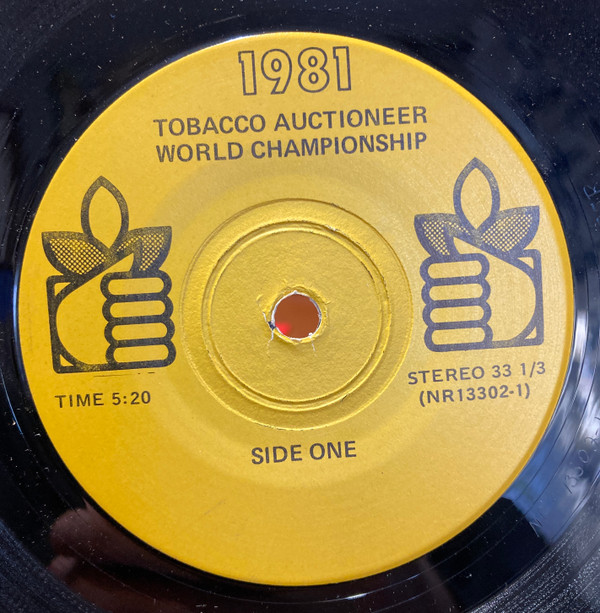 1981
TOBACCO AUCTIONEER
WORLD CHAMPIONSHIP
TIME 5:20
STEREO 33 1/3
(NR13302-1)
SIDE ONE